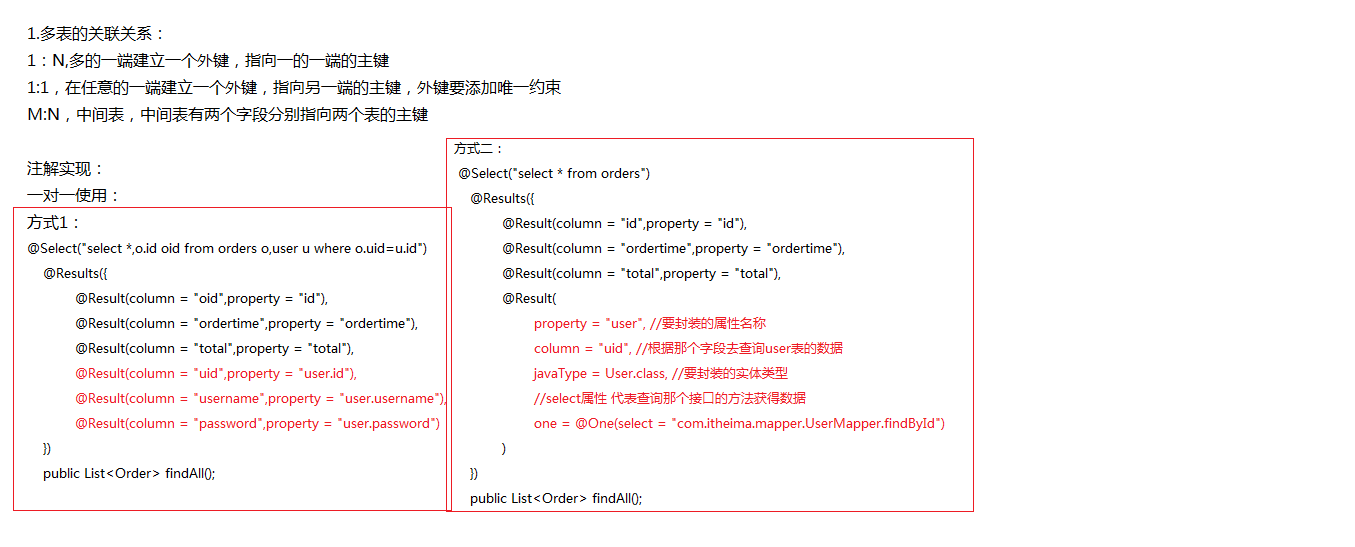 1.多表的关联关系：
1：N,多的一端建立一个外键，指向一的一端的主键
1:1，在任意的一端建立一个外键，指向另一端的主键，外键要添加唯一约束
M:N，中间表，中间表有两个字段分别指向两个表的主键
注解实现：
一对一使用：
方式1：
@Select("select *,o.id oid from orders o,user u where o.uid=u.id")
@Results({
@Result(column = "oid",property = "id"),
@Result(column = "ordertime",property = "ordertime"),
@Result(column = "total",property = "total"),
@Result(column = "uid",property = "user.id"),
@Result(column = "username",property = "user.username"),
@Result(column = "password",property = "user.password")
})
public List<Order> findAll();
方式二：
@Select("select * from orders")
@Results({
@Result(column = "id",property = "id"),
@Result(column = "ordertime",property = "ordertime"),
@Result(column = "total",property = "total"),
@Result(
property = "user", //要封装的属性名称
column = "uid", //根据那个字段去查询user表的数据
javaType = User.class, //要封装的实体类型
//select属性 代表查询那个接口的方法获得数据
one = @One(select = "com.itheima.mapper.UserMapper.findById")
)
})
public List<Order> findAll();